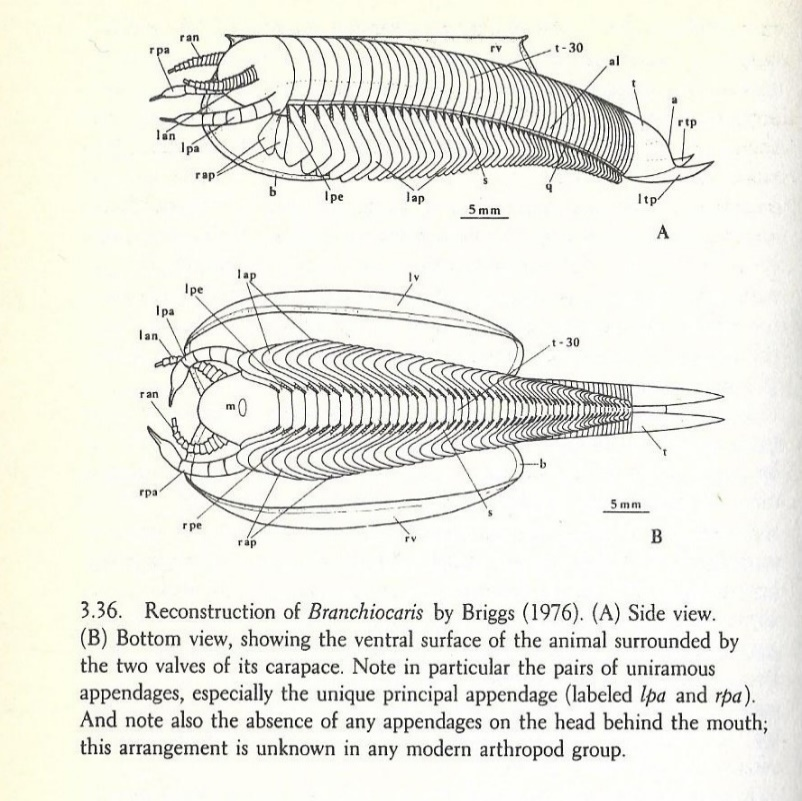 ran
rpa
rv
t-30
al
t
a
rtp
lan
lpa
rap
b
lpe
lap
s
q
ltp
5 mm
A
lap
lpe
lv
lpa
lan
t-30
ran
m
b
t
rpa
5 mm
rpe
s
rap
rv
B
3.36. Reconstruction of Branchiocaris by Briggs (1976). (A) Side view.
(B) Bottom view, showing the ventral surface of the animal surrounded by
the two valves of its carapace. Note in particular the pairs of uniramous
appendages, especially the unique principal appendage (labeled lpa and rpa).
And note also the absence of any appendages on the head behind the mouth;
this arrangement is unknown in any modern arthropod group.